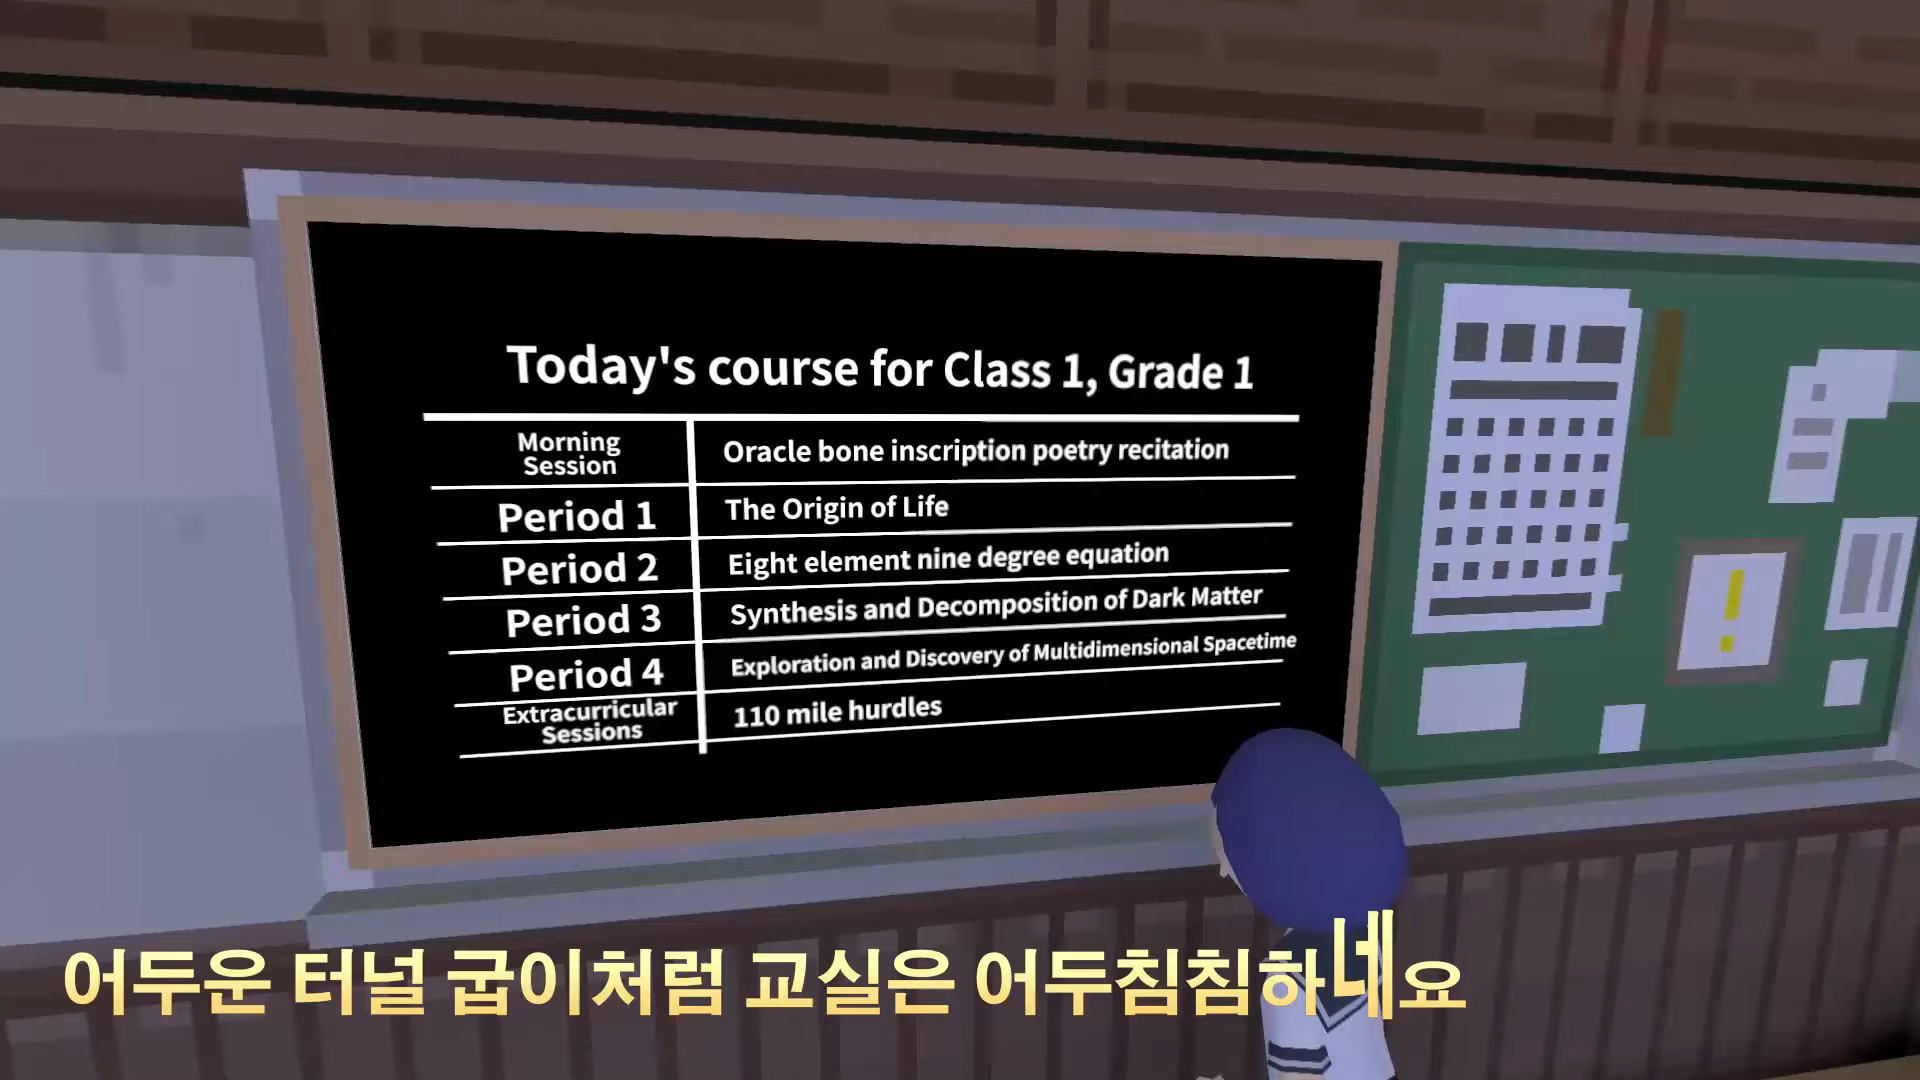 Today's course for Class 1, Grade 1
Morning
Session
Oracle bone inscription poetry recitation
Period 1
The Origin of Life
Period 2
Eight element nine degree equation
Period 3
Synthesis and Decomposition of Dark Matter
Period 4
Exploration and Discovery of Multidimensional Spacetime
Extracurricular
Sessions
110 mile hurdles
어두운 터널 굽이처럼 교실은 어두침침하네요